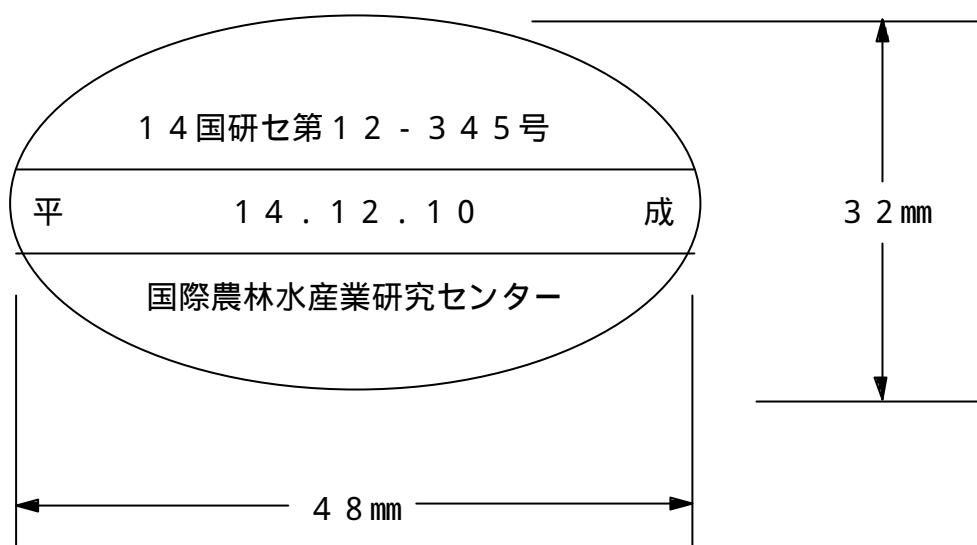 14国研セ第12-345号
平 14.12.10 成
32㎜
国際農林水産業研究センター
48㎜